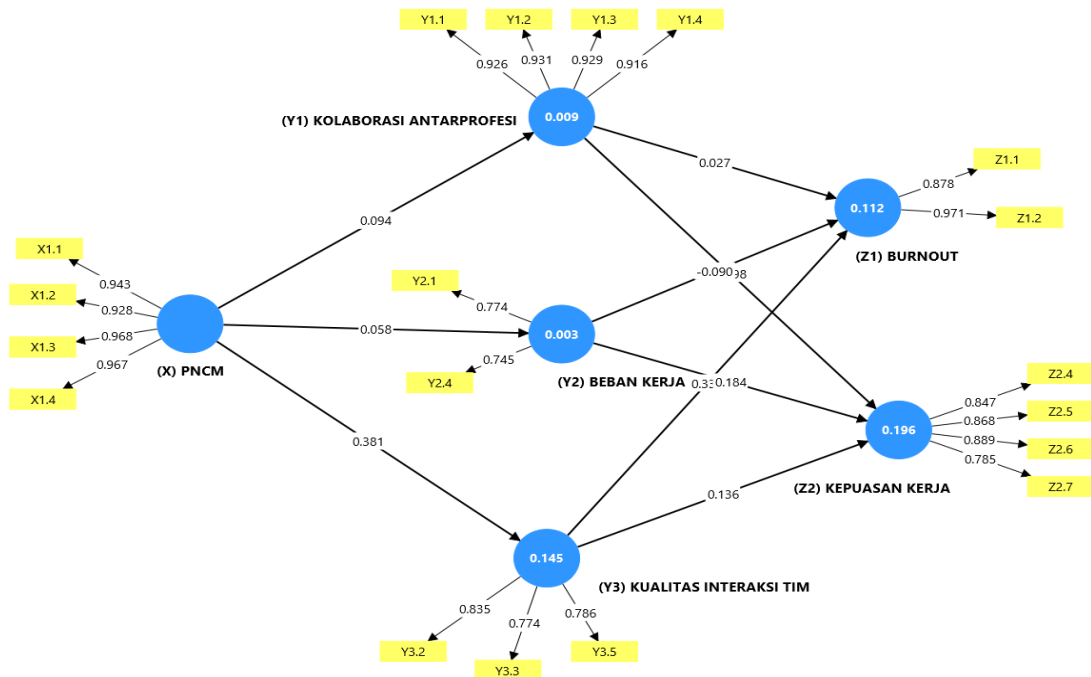 Y1.1
Y1.2
Y1.3
Y1.4
0.926
0.931
0.929
0.916
0.009
(Y1) KOLABORASI ANTARPROFESI
0.027
Z1.1
0.878
0.971
Z1.2
0.112
(Z1) BURNOUT
0.094
X1.1
0.943
X1.2
0.928
X1.3
0.968
0.967
X1.4
(X) PNCM
Y2.1
0.774
-0.090
0.058
0.003
0.745
Y2.4
(Y2) BEBAN KERJA
0.184
Z2.4
0.847
Z2.5
0.868
0.196
0.889
Z2.6
0.785
Z2.7
(Z2) KEPUASAN KERJA
0.381
0.136
0.145
(Y3) KUALITAS INTERAKSI TIM
0.835
0.774
0.786
Y3.2
Y3.3
Y3.5